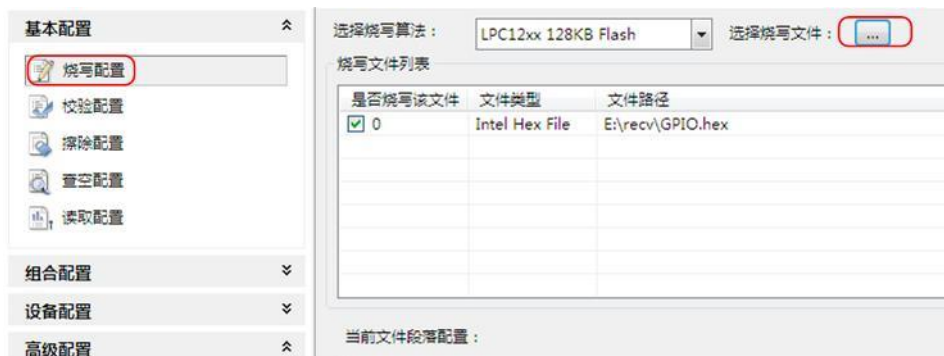 基本配置
烧写配置
校验配置
擦除配置
查空配置
读取配置
组合配置
设备配置
高级配置
选择烧写算法：
LPC12xx 128KB Flash
选择烧写文件：
...
烧写文件列表
是否烧写该文件 文件类型 文件路径
0 Intel Hex File E:\recv\GPIO.hex
当前文件段落配置：